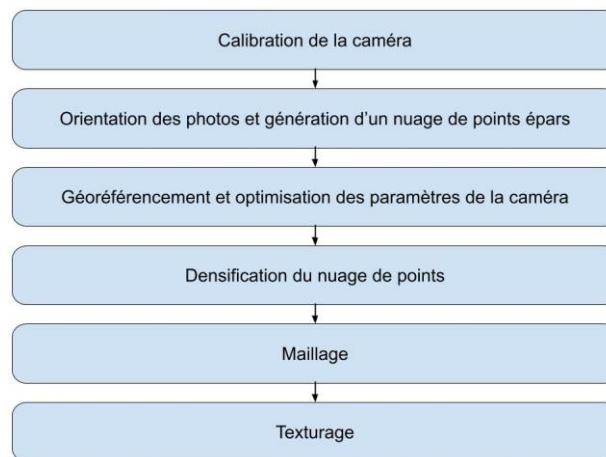 Calibration de la caméra
Orientation des photos et génération d’un nuage de points épars
Géoréférencement et optimisation des paramètres de la caméra
Densification du nuage de points
Maillage
Texturage